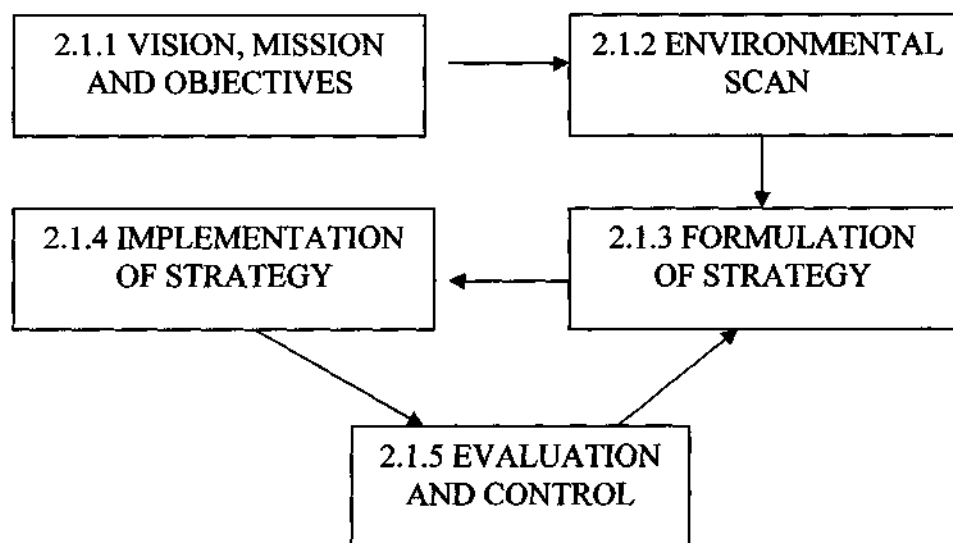 2.1.1 VISION, MISSION
AND OBJECTIVES
2.1.2 ENVIRONMENTAL
SCAN
2.1.4 IMPLEMENTATION
OF STRATEGY
2.1.3 FORMULATION
OF STRATEGY
2.1.5 EVALUATION
AND CONTROL